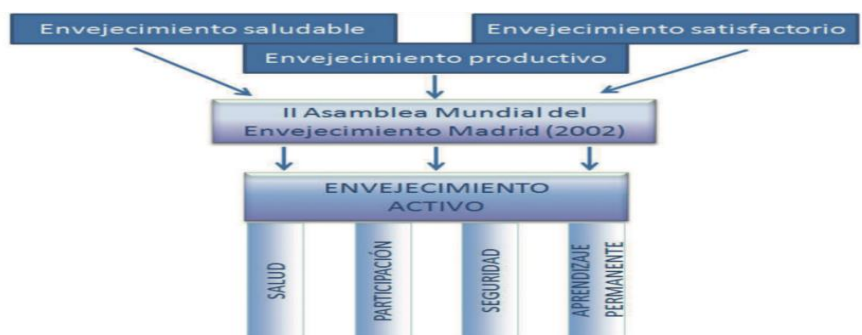 Envejecimiento saludable
Envejecimiento satisfactorio
Envejecimiento productivo
II Asamblea Mundial del
Envejecimiento Madrid (2002)
ENVEJECIMIENTO
ACTIVO
SALUD
PARTICIPACIÓN
SEGURIDAD
APRENDIZAJE
PERMANENTE